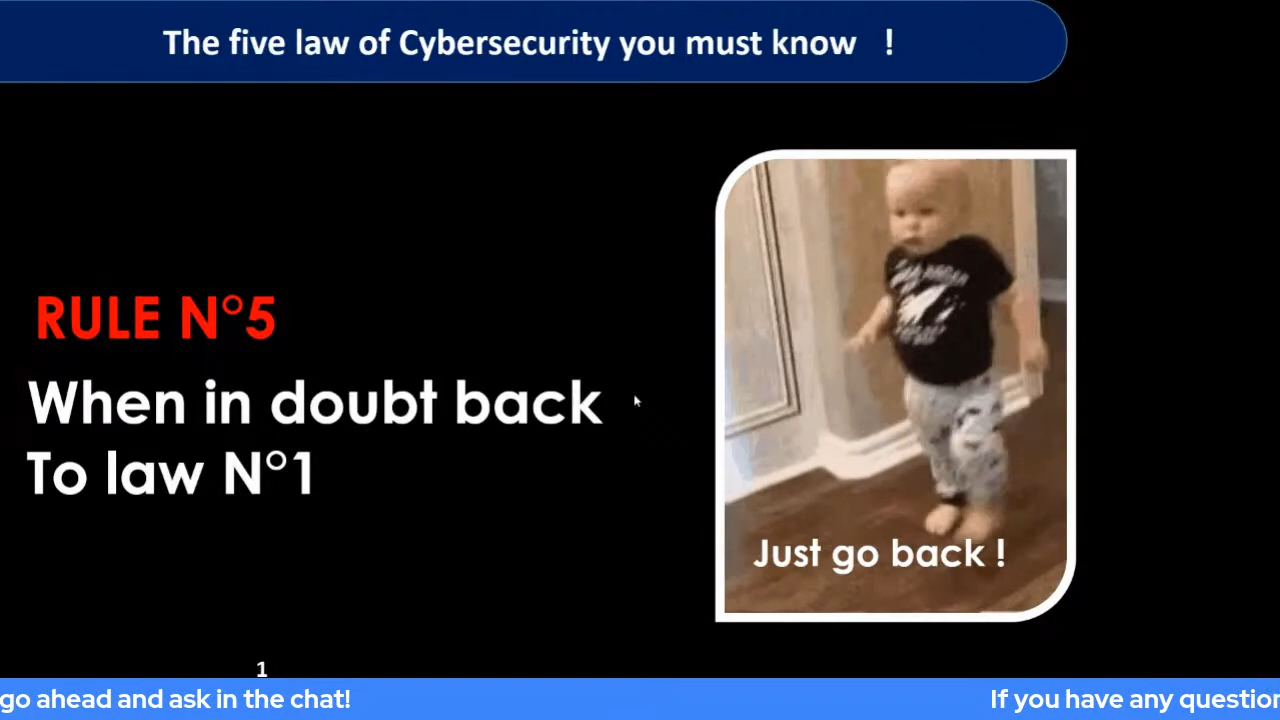 The five law of Cybersecurity you must know !
RULE N°5
When in doubt back
To law N°1
Just go back !
1
go ahead and ask in the chat!
If you have any question